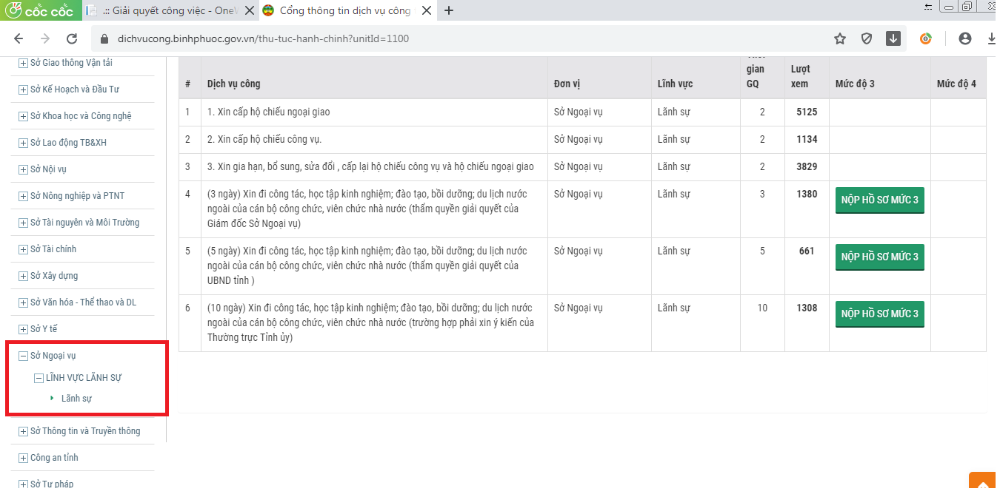 cốc cốc
.:: Giải quyết công việc - OneW
Cổng thông tin dịch vụ công
dichvucong.binhphuoc.gov.vn/thu-tuc-hanh-chinh?unitId=1100
Sở Giao thông Vận tải
Sở Kế Hoạch và Đầu Tư
Sở Khoa học và Công nghệ
Sở Lao động TB&XH
Sở Nội vụ
Sở Nông nghiệp và PTNT
Sở Tài nguyên và Môi Trường
Sở Tài chính
Sở Xây dựng
Sở Văn hóa - Thể thao và DL
Sở Y tế
Sở Ngoại vụ
LĨNH VỰC LÃNH SỰ
Lãnh sự
Sở Thông tin và Truyền thông
Công an tỉnh
Sở Tư pháp
# Dịch vụ công Đơn vị Lĩnh vực gian GQ Lượt xem Mức độ 3 Mức độ 4
1 1. Xin cấp hộ chiếu ngoại giao Sở Ngoại vụ Lãnh sự 2 5125
2 2. Xin cấp hộ chiếu công vụ. Sở Ngoại vụ Lãnh sự 2 1134
3 3. Xin gia hạn, bổ sung, sửa đổi , cấp lại hộ chiếu công vụ và hộ chiếu ngoại giao Sở Ngoại vụ Lãnh sự 2 3829
4 (3 ngày) Xin đi công tác, học tập kinh nghiệm; đào tạo, bồi dưỡng; du lịch nước Sở Ngoại vụ Lãnh sự 3 1380 NỘP HỒ SƠ MỨC 3
ngoài của cán bộ công chức, viên chức nhà nước (thẩm quyền giải quyết của
Giám đốc Sở Ngoại vụ)
5 (5 ngày) Xin đi công tác, học tập kinh nghiệm; đào tạo, bồi dưỡng; du lịch nước Sở Ngoại vụ Lãnh sự 5 661 NỘP HỒ SƠ MỨC 3
ngoài của cán bộ công chức, viên chức nhà nước (thẩm quyền giải quyết của
UBND tỉnh )
6 (10 ngày) Xin đi công tác, học tập kinh nghiệm; đào tạo, bồi dưỡng; du lịch nước Sở Ngoại vụ Lãnh sự 10 1308 NỘP HỒ SƠ MỨC 3
ngoài của cán bộ công chức, viên chức nhà nước (trường hợp phải xin ý kiến của
Thường trực Tỉnh ủy)